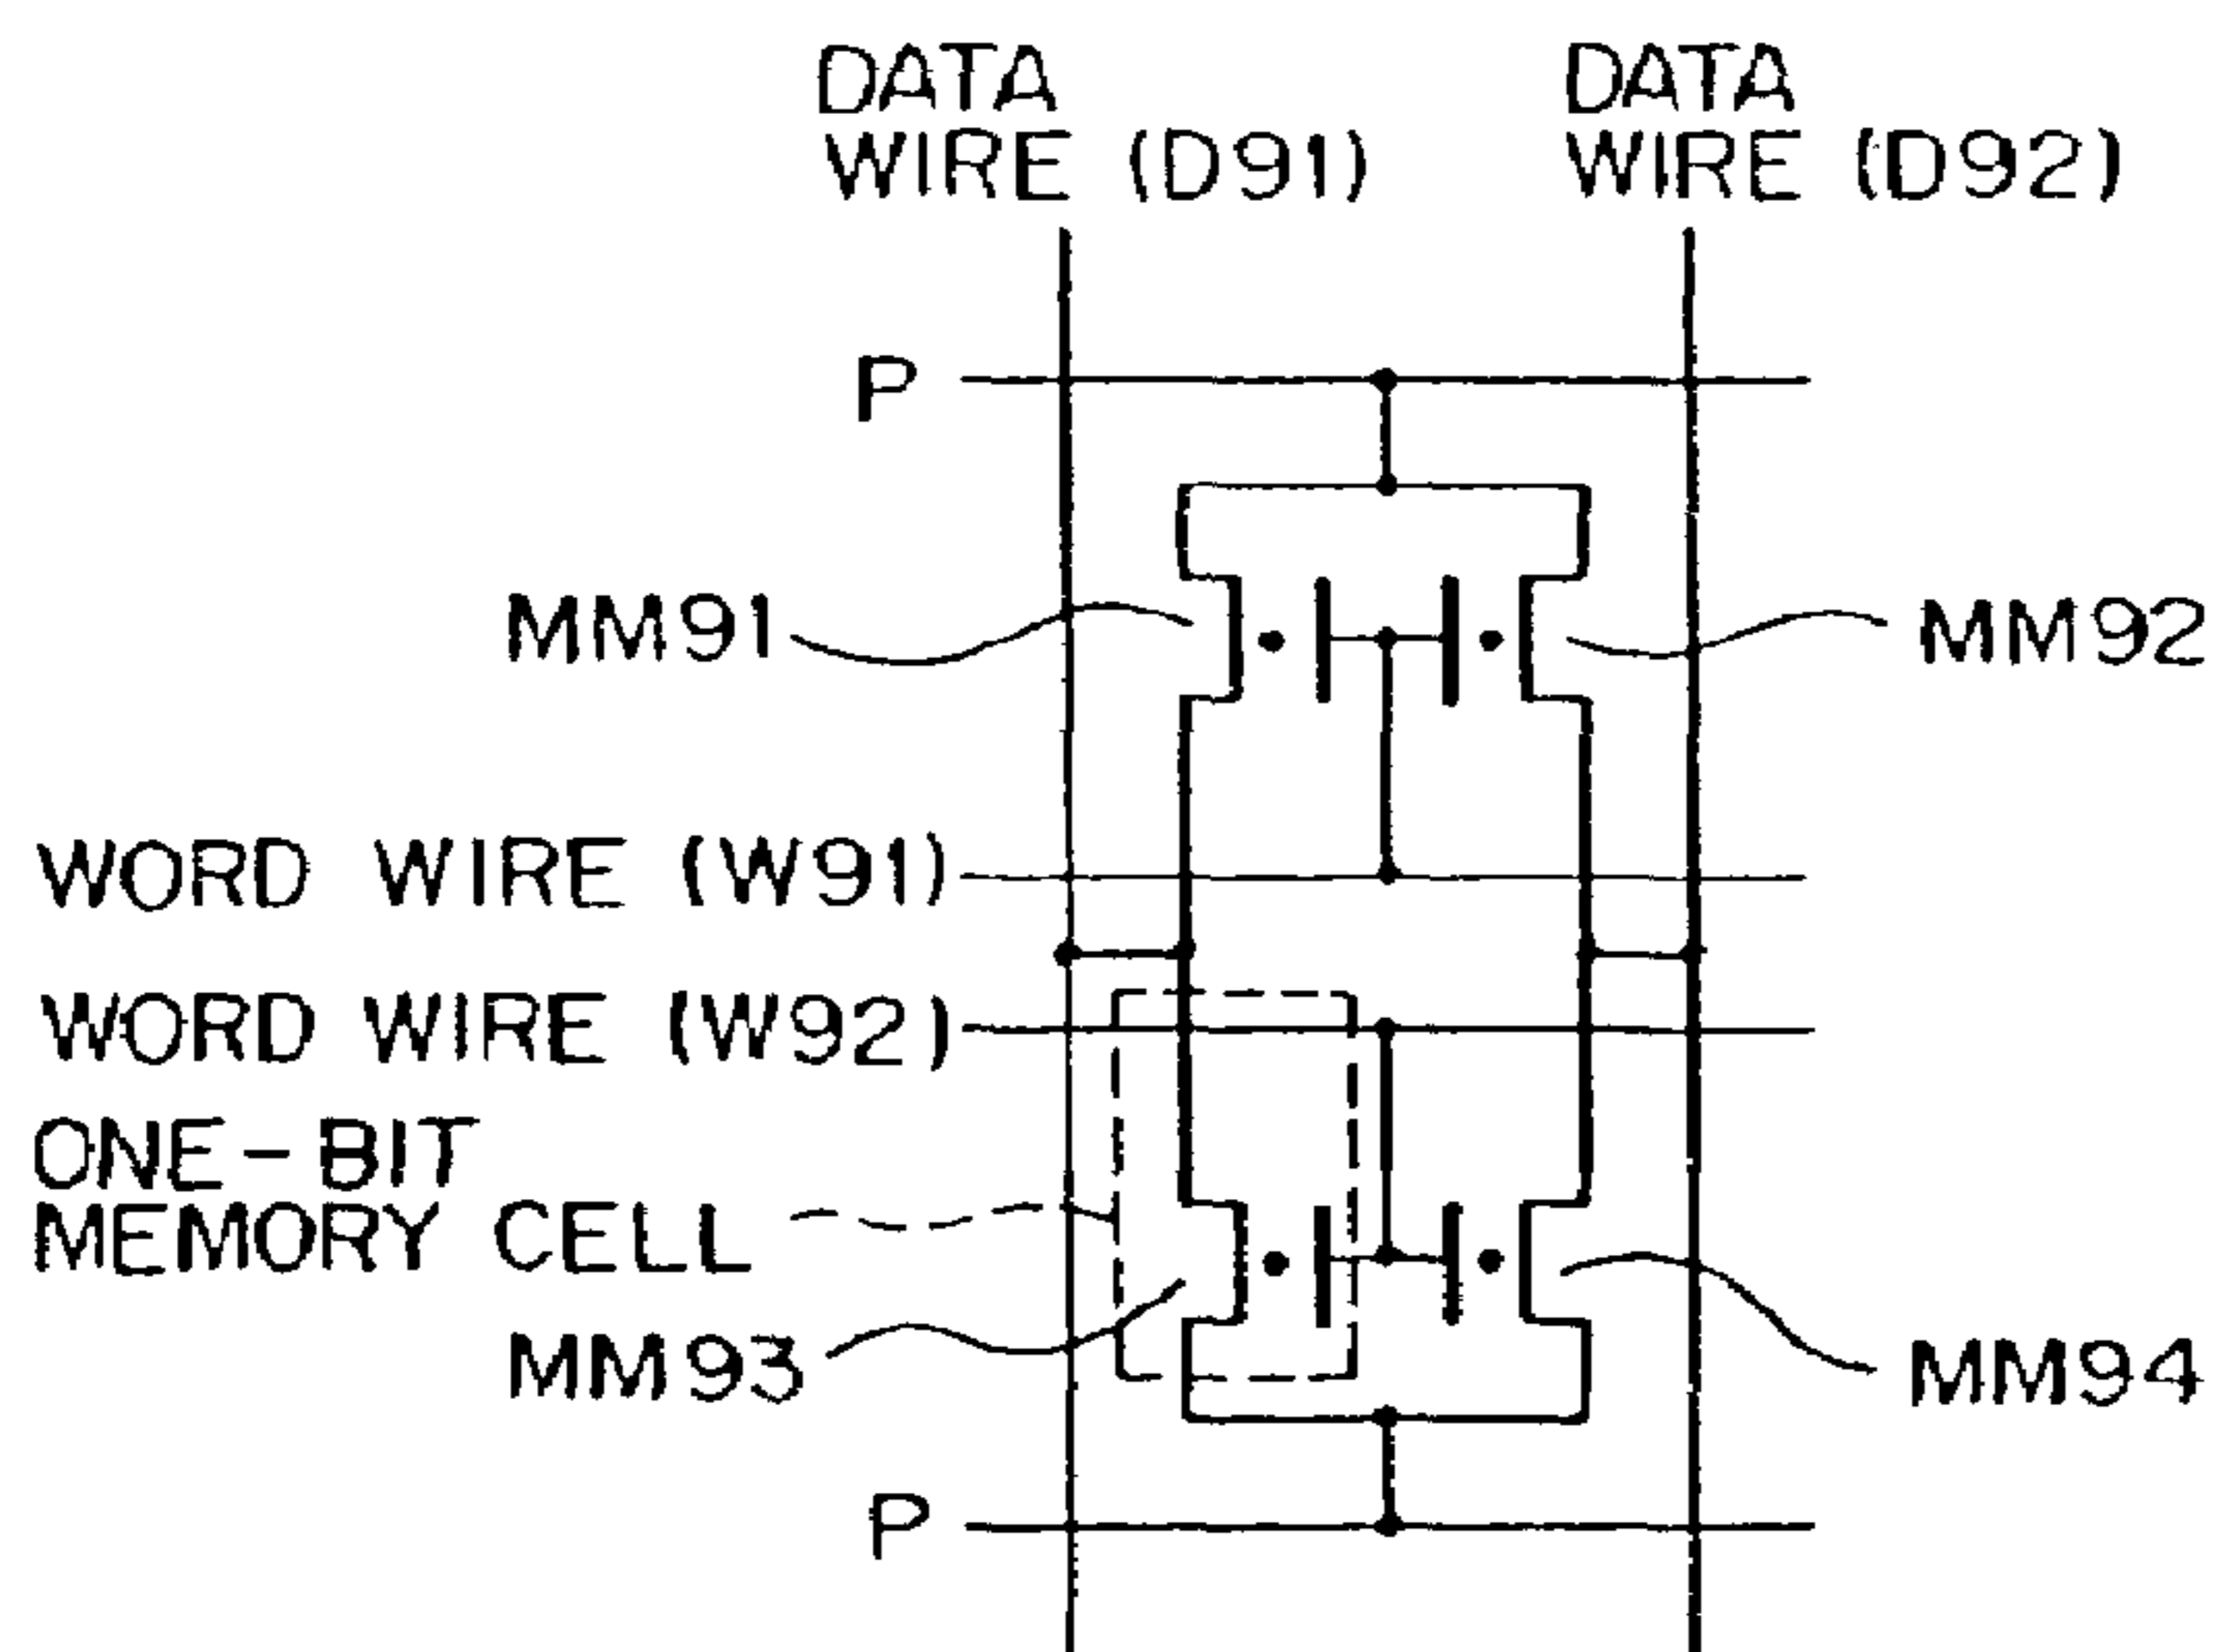 DATA
WIRE (D91)
DATA
WIRE (D92)
P
MM91
MM92
WORD WIRE (W91)
WORD WIRE (W92)
ONE-BIT
MEMORY CELL
MM93
MM94
P